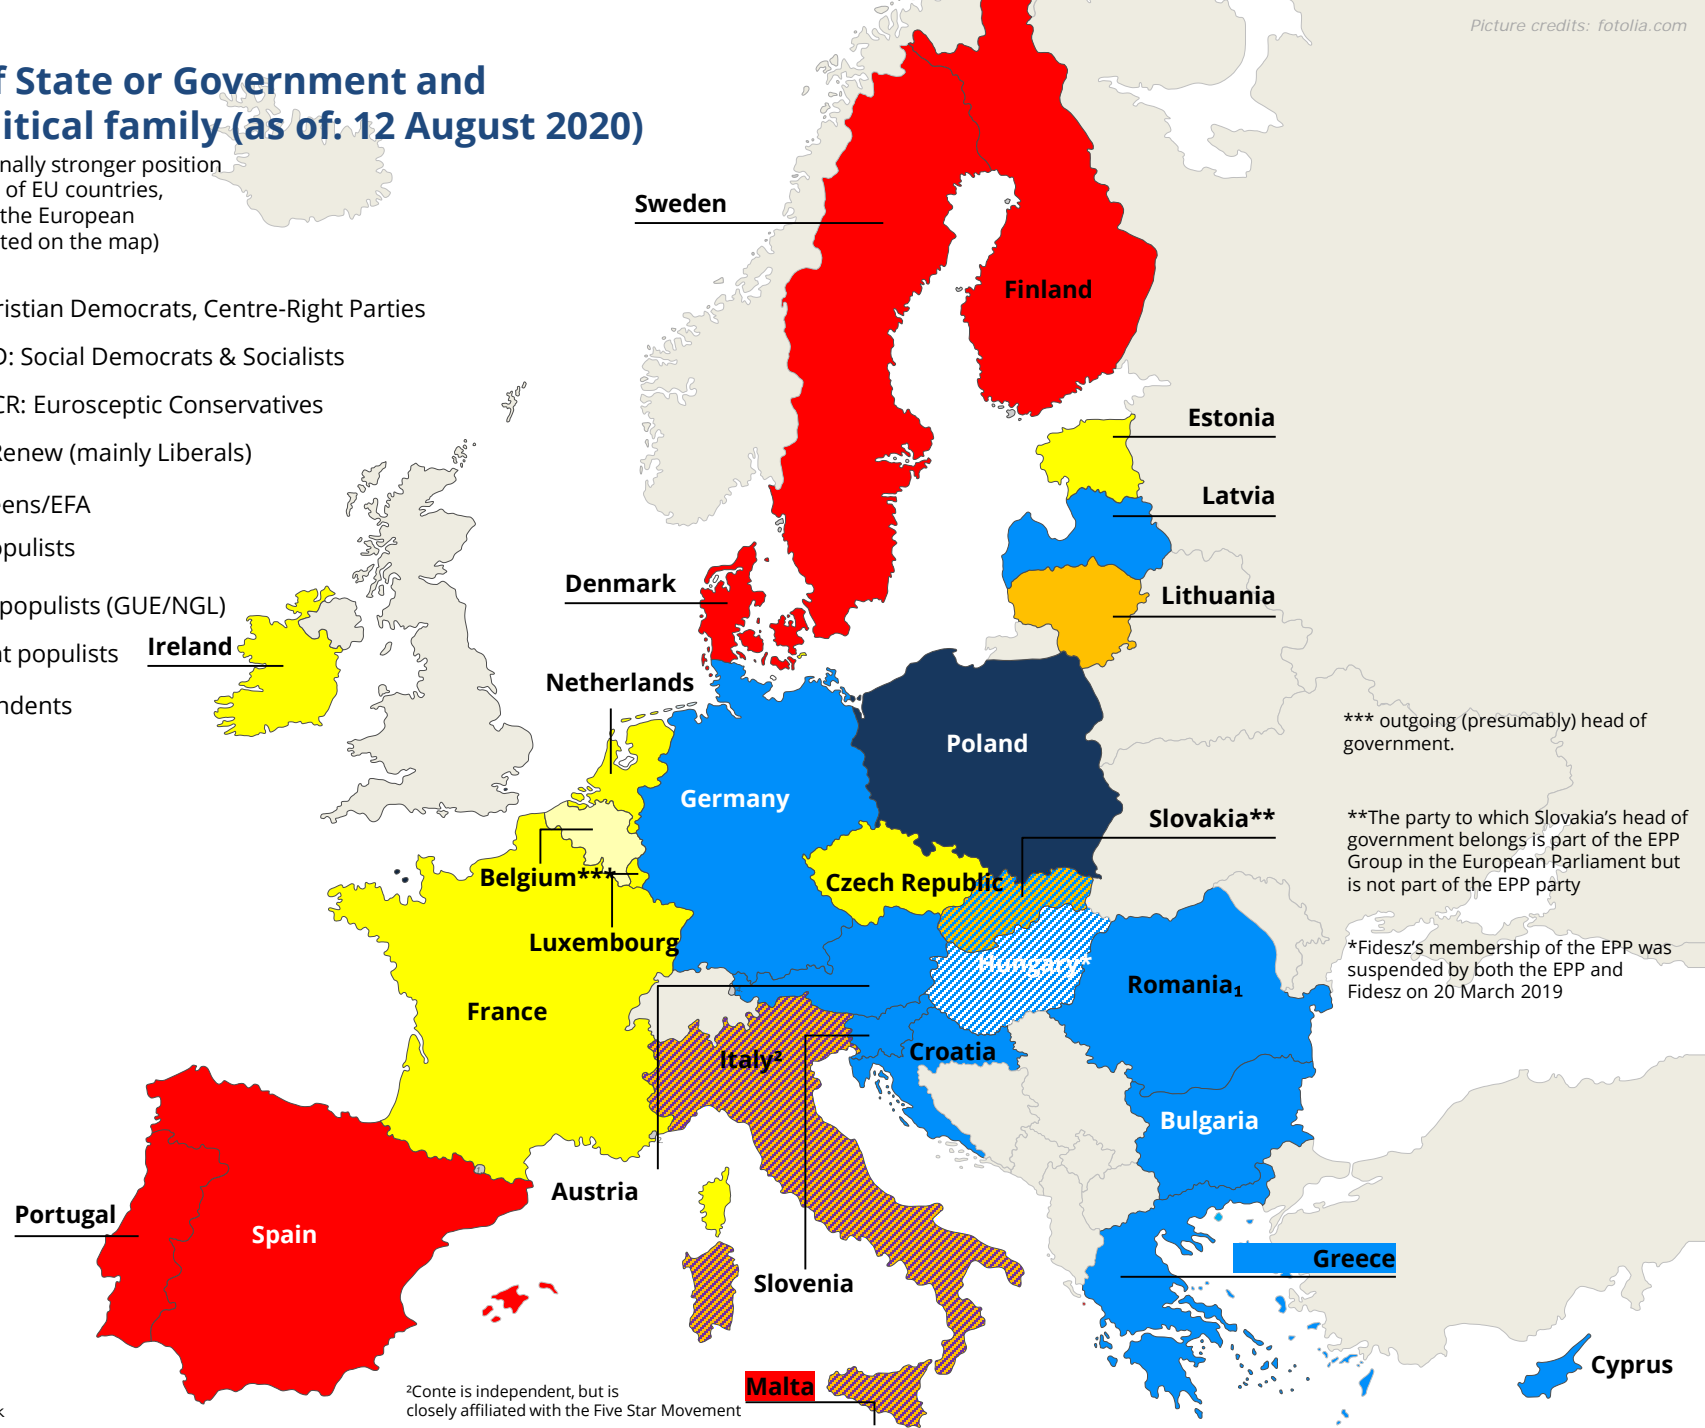 Picture credits: fotolia.com
f State or Government and
itical family (as of: 12 August 2020)
nally stronger position
of EU countries,
the European
ted on the map)
ristian Democrats, Centre-Right Parties
D: Social Democrats & Socialists
CR: Eurosceptic Conservatives
Renew (mainly Liberals)
ens/EFA
opulists
populists (GUE/NGL)
t populists
ndents
Sweden
Finland
Estonia
Latvia
Lithuania
Denmark
Ireland
Netherlands
Poland
Germany
Slovakia**
Belgium***
Czech Republic
Luxembourg
Hungary*
Romania₁
France
Italy²
Croatia
Bulgaria
Austria
Portugal
Spain
Slovenia
Greece
Malta
Cyprus
*** outgoing (presumably) head of
government.
**The party to which Slovakia’s head of
government belongs is part of the EPP
Group in the European Parliament but
is not part of the EPP party
*Fidesz’s membership of the EPP was
suspended by both the EPP and
Fidesz on 20 March 2019
²Conte is independent, but is
closely affiliated with the Five Star Movement
k